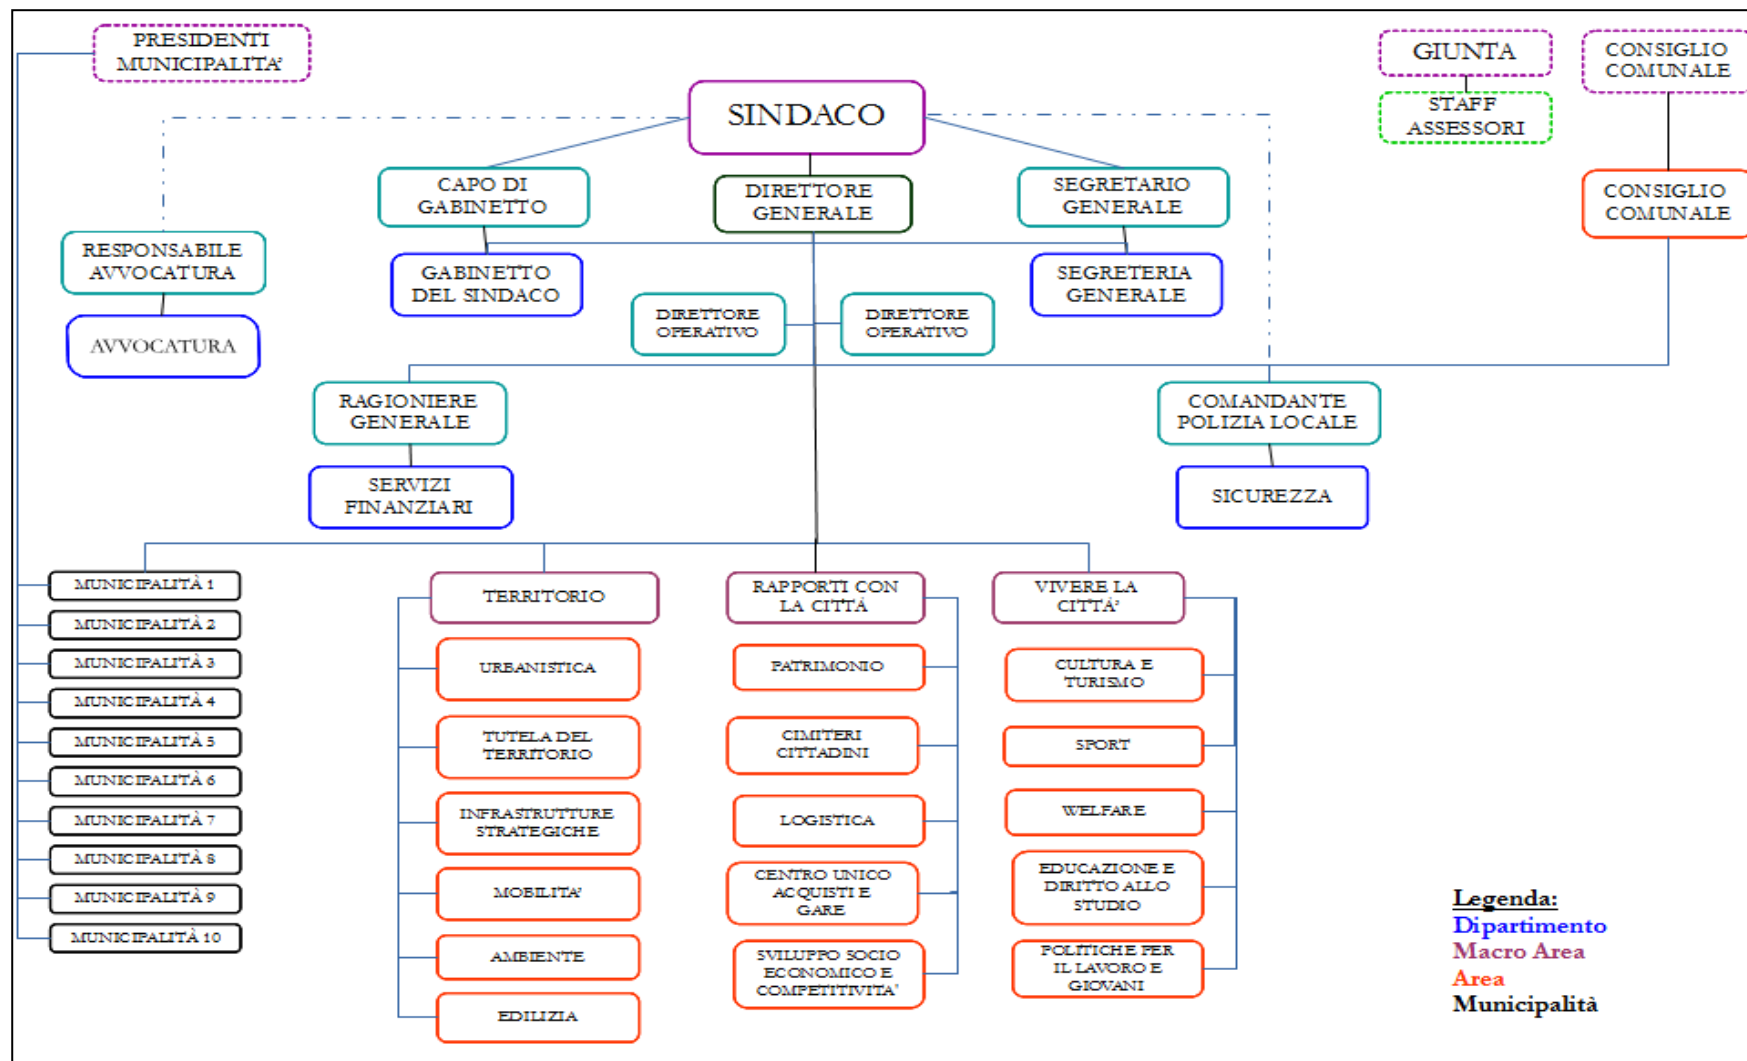 PRESIDENTI
MUNICIPALITA'
GIUNTA
CONSIGLIO
COMUNALE
STAFF
ASSESSORI
SINDACO
CAPO DI
GABINETTO
DIRETTORE
GENERALE
SEGRETARIO
GENERALE
CONSIGLIO
COMUNALE
RESPONSABILE
AVVOCATURA
GABINETTO
DEL SINDACO
SEGRETERIA
GENERALE
AVVOCATURA
DIRETTORE
OPERATIVO
DIRETTORE
OPERATIVO
RAGIONIERE
GENERALE
COMANDANTE
POLIZIA LOCALE
SERVIZI
FINANZIARI
SICUREZZA
MUNICIPALITÀ 1
MUNICIPALITÀ 2
MUNICIPALITÀ 3
MUNICIPALITÀ 4
MUNICIPALITÀ 5
MUNICIPALITÀ 6
MUNICIPALITÀ 7
MUNICIPALITÀ 8
MUNICIPALITÀ 9
MUNICIPALITÀ 10
TERRITORIO
URBANISTICA
TUTELA DEL
TERRITORIO
INFRASTRUTTURE
STRATEGICHE
MOBILITA'
AMBIENTE
EDILIZIA
RAPPORTI CON
LA CITTÁ
PATRIMONIO
CIMITERI
CITTADINI
LOGISTICA
CENTRO UNICO
ACQUISTI E
GARE
SVILUPPO SOCIO
ECONOMICO E
COMPETITIVITA'
VIVERE LA
CITTÁ'
CULTURA E
TURISMO
SPORT
WELFARE
EDUCAZIONE E
DIRITTO ALLO
STUDIO
POLITICHE PER
IL LAVORO E
GIOVANI
Legenda:
Dipartimento
Macro Area
Area
Municipalità